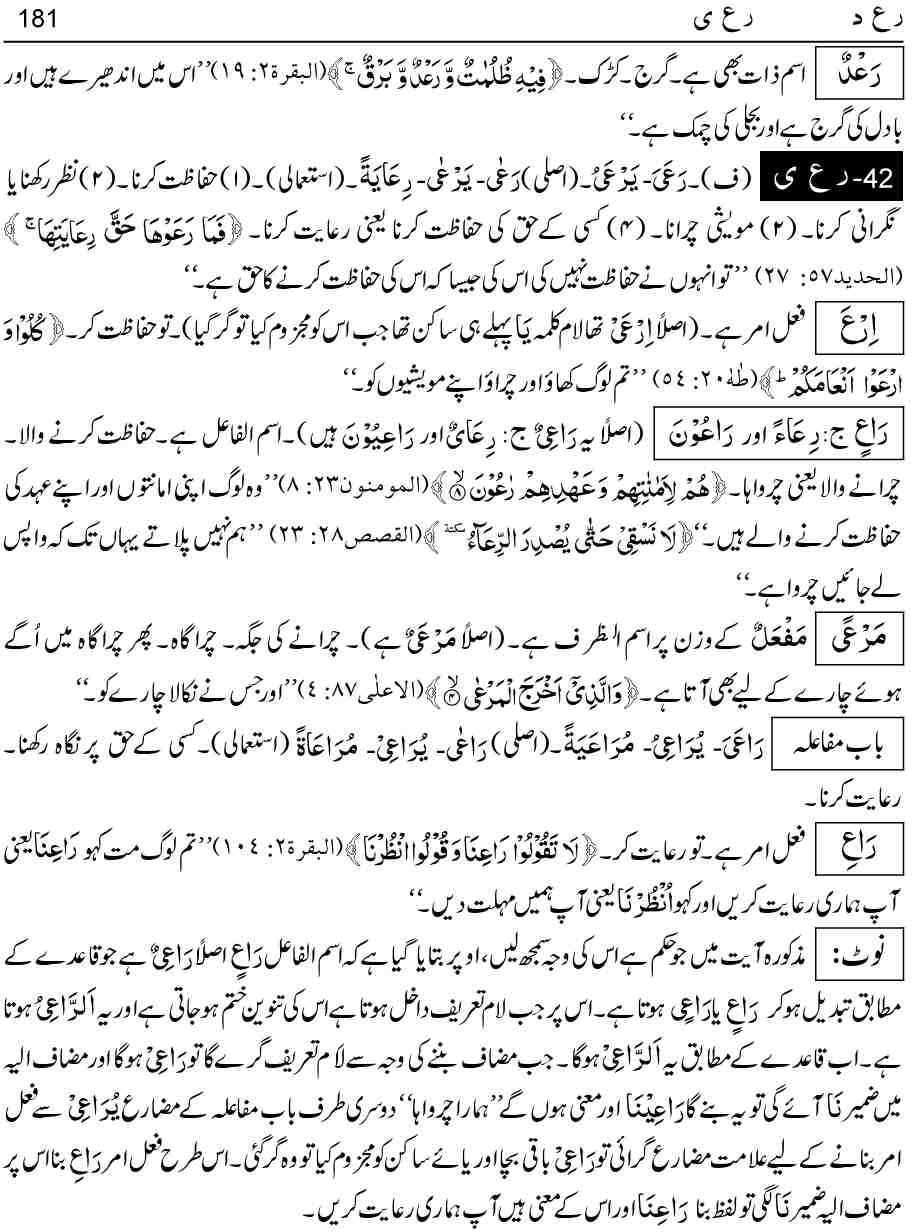 رع د رع ی 181
رَعْدٌ اسم ذات بھی ہے۔ گرج۔ کڑک۔ ﴿فِیْهِ ظُلُمٰتٌ وَّ رَعْدٌ وَّ بَرْقٌ ۚ﴾ (البقرة۲: ۱۹) ’’اس میں اندھیرے ہیں اور
بادل کی گرج ہے اور بجلی کی چمک ہے۔‘‘
42- رع ی (ف)۔ رَعَیَ- یَرْعَیُ۔ (اصلی) رَعٰی- یَرْعٰی- رِعَایَةً۔ (استعمالی)۔ (۱) حفاظت کرنا۔ (۲) نظر رکھنا یا
نگرانی کرنا۔ (۲) مویشی چرانا۔ (۴) کسی کے حق کی حفاظت کرنا یعنی رعایت کرنا۔ ﴿فَمَا رَعَوْهَا حَقَّ رِعَایَتِهَا ۚ﴾
(الحدید۵۷: ۲۷) ’’تو انہوں نے حفاظت نہیں کی اس کی جیسا کہ اس کی حفاظت کرنے کا حق ہے۔‘‘
اِرْعَ فعل امر ہے۔ (اصلاً اِرْعَیْ تھا لام کلمہ یَا پہلے ہی ساکن تھا جب اس کو مجزوم کیا تو گر گیا)۔ تو حفاظت کر۔ ﴿کُلُوْا وَ
ارْعَوْا اَنْعَامَکُمْ ؕ﴾ (طٰهٰ۲۰: ۵۴) ’’تم لوگ کھاؤ اور چراؤ اپنے مویشیوں کو۔‘‘
رَاعٍ ج: رِعَاءٌ اور رَاعُوْنَ (اصلاً یہ رَاعِیٌ ج: رِعَایٌ اور رَاعِیُوْنَ ہیں)۔ اسم الفاعل ہے۔ حفاظت کرنے والا۔
چرانے والا یعنی چرواہا۔ ﴿هُمْ لِاَمٰنٰتِهِمْ وَ عَهْدِهِمْ رٰعُوْنَ ۙ﴾ (المومنون۲۳: ۸) ’’وہ لوگ اپنی امانتوں اور اپنے عہد کی
حفاظت کرنے والے ہیں۔‘‘ ﴿لَا نَسْقِیْ حَتّٰی یُصْدِرَ الرِّعَآءُ ٚ﴾ (القصص۲۸: ۲۳) ’’ہم نہیں پلاتے یہاں تک کہ واپس
لے جائیں چرواہے۔‘‘
مَرْعًی مَفْعَلٌ کے وزن پر اسم الظرف ہے۔ (اصلاً مَرْعَیٌ ہے)۔ چرانے کی جگہ۔ چراگاہ۔ پھر چراگاہ میں اُگے
ہوئے چارے کے لیے بھی آتا ہے۔ ﴿وَ الَّذِیْۤ اَخْرَجَ الْمَرْعٰی ۙ﴾ (الاعلٰی۸۷: ۴) ’’اور جس نے نکالا چارے کو۔‘‘
باب مفاعلہ رَاعَیَ- یُرَاعِیُ- مُرَاعَیَةً۔ (اصلی) رَاعٰی- یُرَاعِیْ- مُرَاعَاةً (استعمالی)۔ کسی کے حق پر نگاہ رکھنا۔
رعایت کرنا۔
رَاعِ فعل امر ہے۔ تو رعایت کر۔ ﴿لَا تَقُوْلُوْا رَاعِنَا وَ قُوْلُوا انْظُرْنَا﴾ (البقرة۲: ۱۰۴) ’’تم لوگ مت کہو رَاعِنَا یعنی
آپ ہماری رعایت کریں اور کہو اُنْظُرْنَا یعنی آپ ہمیں مہلت دیں۔‘‘
نوٹ: مذکورہ آیت میں جو حکم ہے اس کی وجہ سمجھ لیں، اوپر بتایا گیا ہے کہ اسم الفاعل رَاعٍ اصلاً رَاعِیٌ ہے جو قاعدے کے
مطابق تبدیل ہو کر رَاعٍ یا رَاعِی ہوتا ہے۔ اس پر جب لام تعریف داخل ہوتا ہے اس کی تنوین ختم ہو جاتی ہے اور یہ اَلرَّاعِیُ ہوتا
ہے۔ اب قاعدے کے مطابق یہ اَلرَّاعِیْ ہوگا۔ جب مضاف بننے کی وجہ سے لام تعریف گرے گا تو رَاعِیْ ہوگا اور مضاف الیہ
میں ضمیر نَا آئے گی تو یہ بنے گا رَاعِیْنَا اور معنی ہوں گے ’’ہمارا چرواہا‘‘ دوسری طرف باب مفاعلہ کے مضارع یُرَاعِیْ سے فعل
امر بنانے کے لیے علامت مضارع گرائی تو رَاعِیْ باقی بچا اور یائے ساکن کو مجزوم کیا تو وہ گر گئی۔ اس طرح فعل امر رَاعِ بنا اس پر
مضاف الیہ ضمیر نَا لگی تو لفظ بنا رَاعِنَا اور اس کے معنی ہیں آپ ہماری رعایت کریں۔